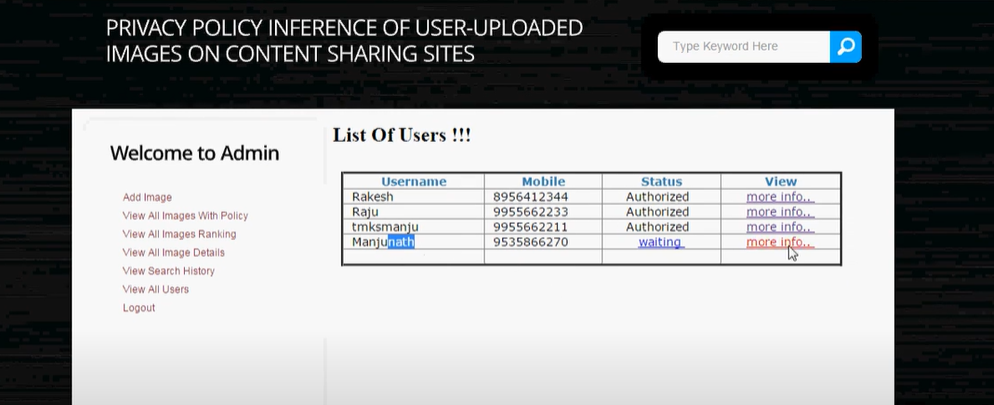 PRIVACY POLICY INFERENCE OF USER-UPLOADED
IMAGES ON CONTENT SHARING SITES
Type Keyword Here
Welcome to Admin
Add Image
View All Images With Policy
View All Images Ranking
View All Image Details
View Search History
View All Users
Logout
List Of Users !!!
Username Mobile Status View
Rakesh 8956412344 Authorized more info..
Raju 9955662233 Authorized more info..
tmksmanju 9955662211 Authorized more info..
Manjunath 9535866270 waiting more info..